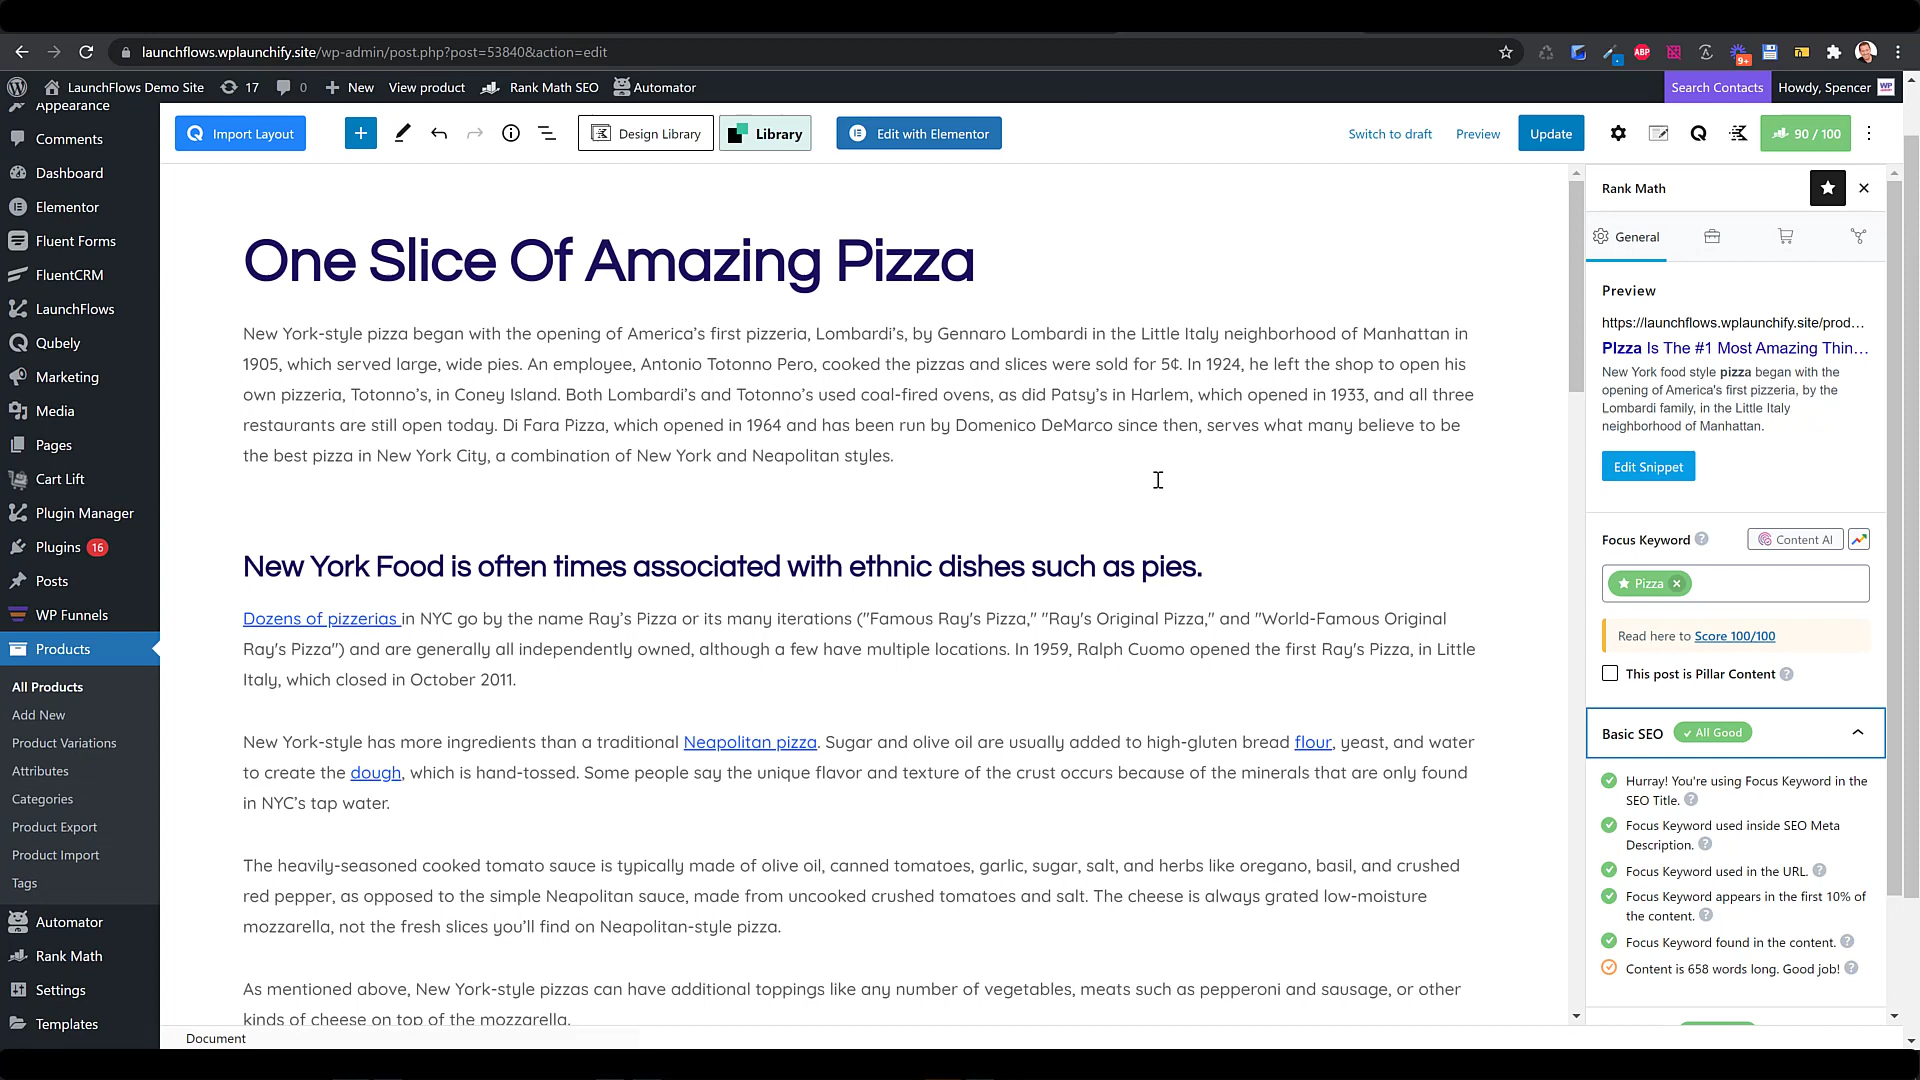 launchflows.wplaunchify.site/wp-admin/post.php?post=53840&action=edit
ABP
9+
LaunchFlows Demo Site
17
0
New
View product
Rank Math SEO
Automator
Search Contacts
Howdy, Spencer
WP
Appearance
Comments
Dashboard
Elementor
Fluent Forms
FluentCRM
LaunchFlows
Qubely
Marketing
Media
Pages
Cart Lift
Plugin Manager
Plugins 16
Posts
WP Funnels
Products
All Products
Add New
Product Variations
Attributes
Categories
Product Export
Product Import
Tags
Automator
Rank Math
Settings
Templates
Import Layout
Design Library
Library
Edit with Elementor
Switch to draft
Preview
Update
90 / 100
One Slice Of Amazing Pizza
New York-style pizza began with the opening of America’s first pizzeria, Lombardi’s, by Gennaro Lombardi in the Little Italy neighborhood of Manhattan in
1905, which served large, wide pies. An employee, Antonio Totonno Pero, cooked the pizzas and slices were sold for 5¢. In 1924, he left the shop to open his
own pizzeria, Totonno’s, in Coney Island. Both Lombardi’s and Totonno’s used coal-fired ovens, as did Patsy’s in Harlem, which opened in 1933, and all three
restaurants are still open today. Di Fara Pizza, which opened in 1964 and has been run by Domenico DeMarco since then, serves what many believe to be
the best pizza in New York City, a combination of New York and Neapolitan styles.
New York Food is often times associated with ethnic dishes such as pies.
Dozens of pizzerias in NYC go by the name Ray’s Pizza or its many iterations ("Famous Ray's Pizza," "Ray's Original Pizza," and "World-Famous Original
Ray's Pizza") and are generally all independently owned, although a few have multiple locations. In 1959, Ralph Cuomo opened the first Ray's Pizza, in Little
Italy, which closed in October 2011.
New York-style has more ingredients than a traditional Neapolitan pizza. Sugar and olive oil are usually added to high-gluten bread flour, yeast, and water
to create the dough, which is hand-tossed. Some people say the unique flavor and texture of the crust occurs because of the minerals that are only found
in NYC’s tap water.
The heavily-seasoned cooked tomato sauce is typically made of olive oil, canned tomatoes, garlic, sugar, salt, and herbs like oregano, basil, and crushed
red pepper, as opposed to the simple Neapolitan sauce, made from uncooked crushed tomatoes and salt. The cheese is always grated low-moisture
mozzarella, not the fresh slices you’ll find on Neapolitan-style pizza.
As mentioned above, New York-style pizzas can have additional toppings like any number of vegetables, meats such as pepperoni and sausage, or other
kinds of cheese on top of the mozzarella.
Document
Rank Math
General
Preview
https://launchflows.wplaunchify.site/prod...
PIzza Is The #1 Most Amazing Thin...
New York food style pizza began with the
opening of America's first pizzeria, by the
Lombardi family, in the Little Italy
neighborhood of Manhattan.
Edit Snippet
Focus Keyword
Content AI
Pizza
Read here to Score 100/100
This post is Pillar Content
Basic SEO
All Good
Hurray! You're using Focus Keyword in the
SEO Title.
Focus Keyword used inside SEO Meta
Description.
Focus Keyword used in the URL.
Focus Keyword appears in the first 10% of
the content.
Focus Keyword found in the content.
Content is 658 words long. Good job!